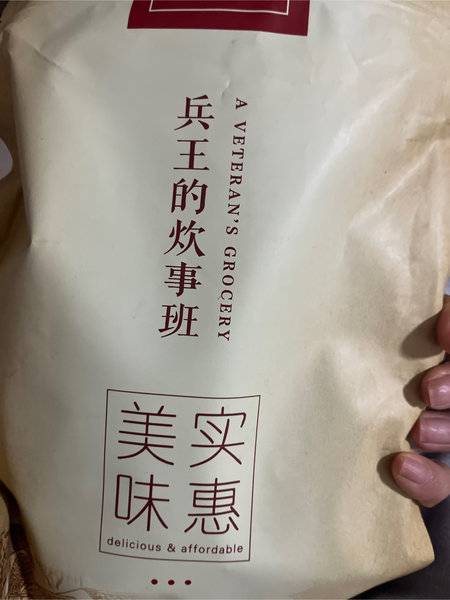 兵王的炊事班
A VETERAN'S GROCERY
实惠
美味
delicious & affordable